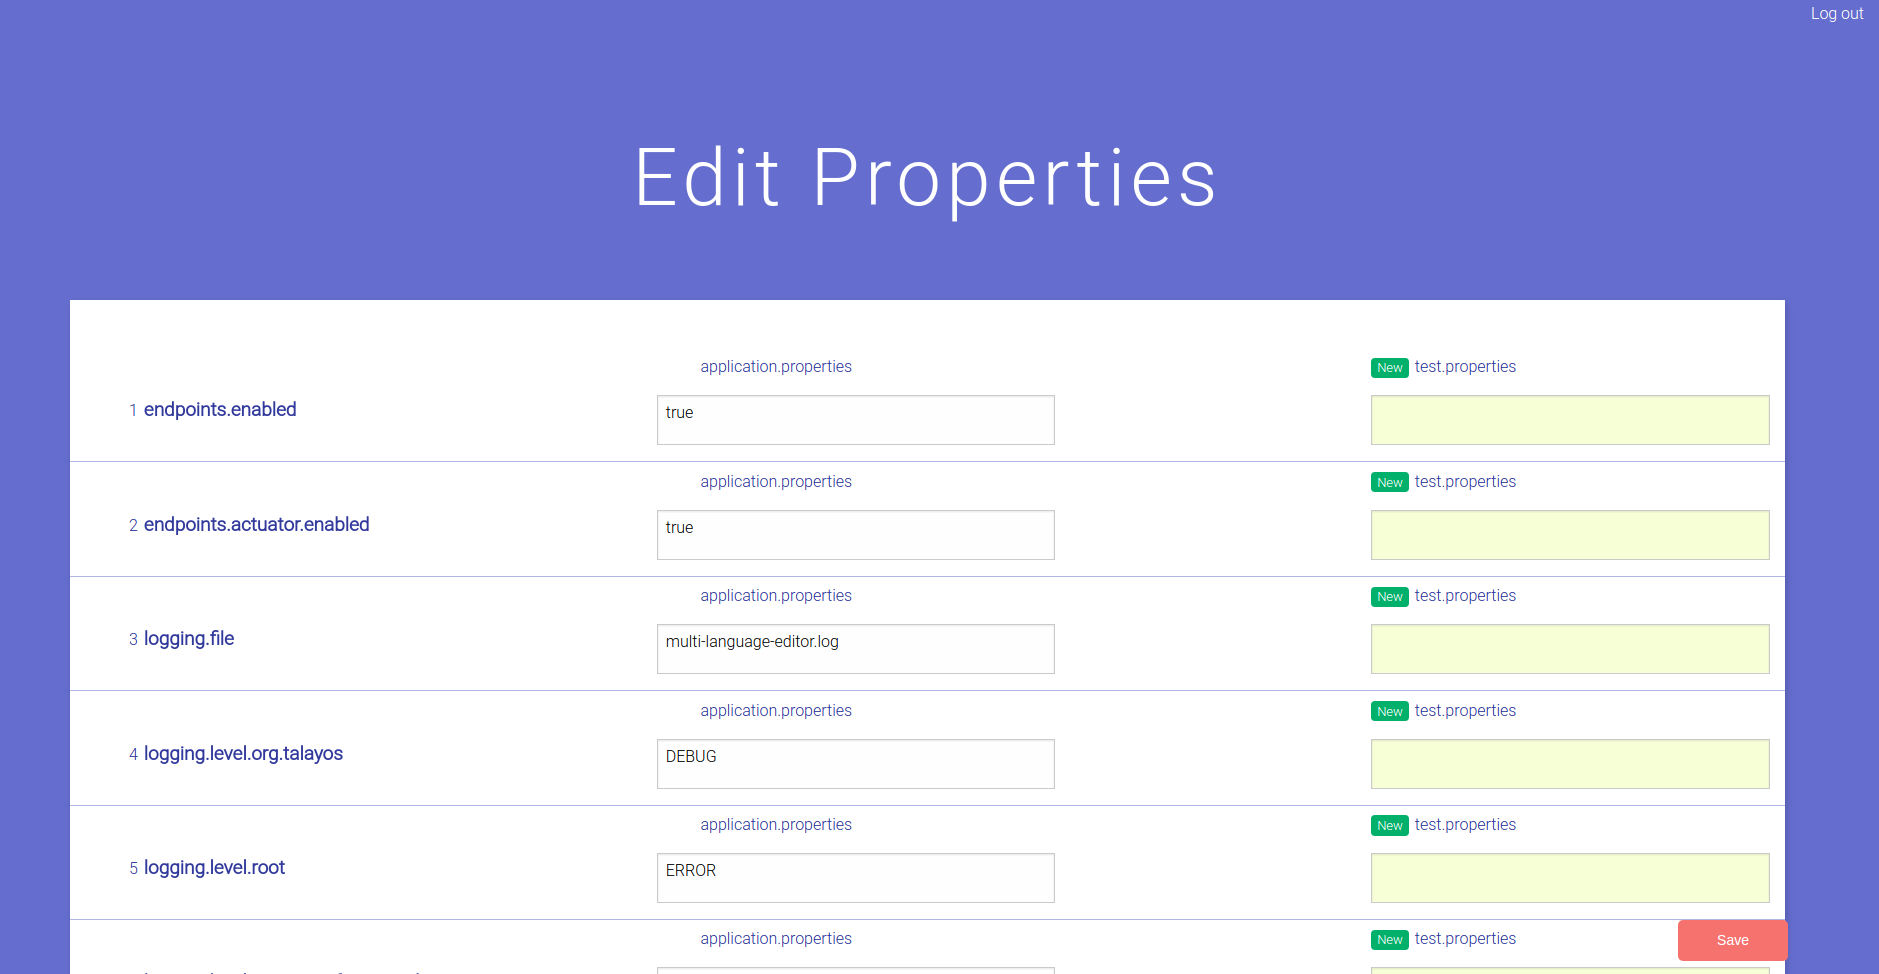 Log out
Edit Properties
application.properties New test.properties
1 endpoints.enabled true
application.properties New test.properties
2 endpoints.actuator.enabled true
application.properties New test.properties
3 logging.file multi-language-editor.log
application.properties New test.properties
4 logging.level.org.talayos DEBUG
application.properties New test.properties
5 logging.level.root ERROR
application.properties New test.properties Save